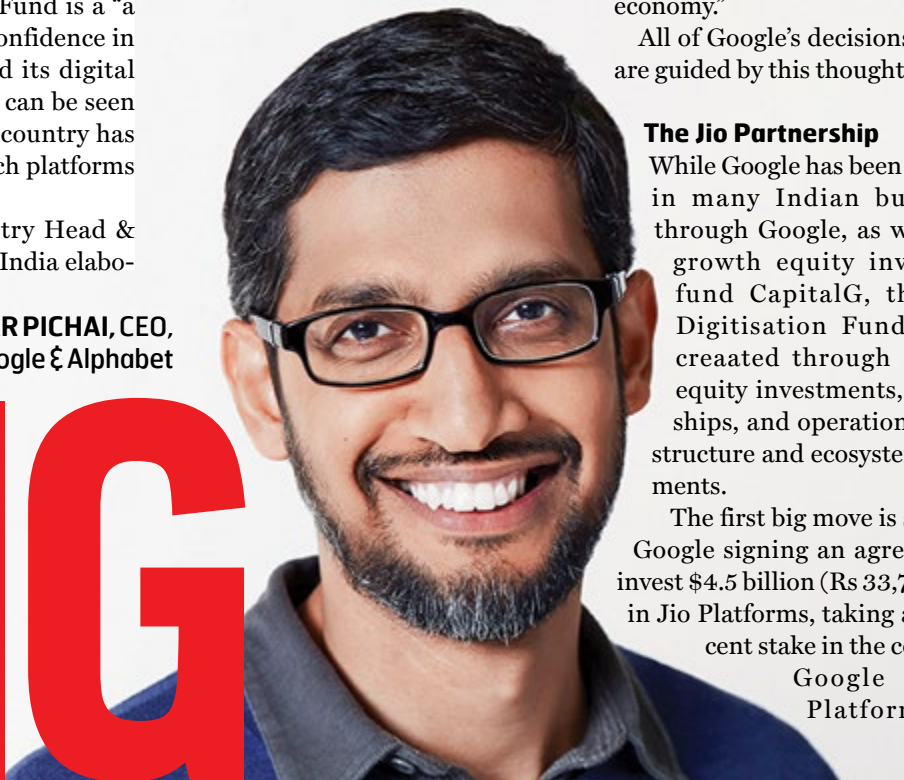 Fund is a “a
onfidence in
d its digital
can be seen
country has
ch platforms
try Head &
India elabo-
R PICHAI, CEO,
ogle & Alphabet
G
economy.”
All of Google’s decisions
are guided by this thought
The Jio Partnership
While Google has been
in many Indian bu
through Google, as w
growth equity inv
fund CapitalG, th
Digitisation Fund
creaated through
equity investments,
ships, and operation
structure and ecosyste
ments.
The first big move is
Google signing an agre
invest $4.5 billion (Rs 33,7
in Jio Platforms, taking a
cent stake in the c
Google
Platfor